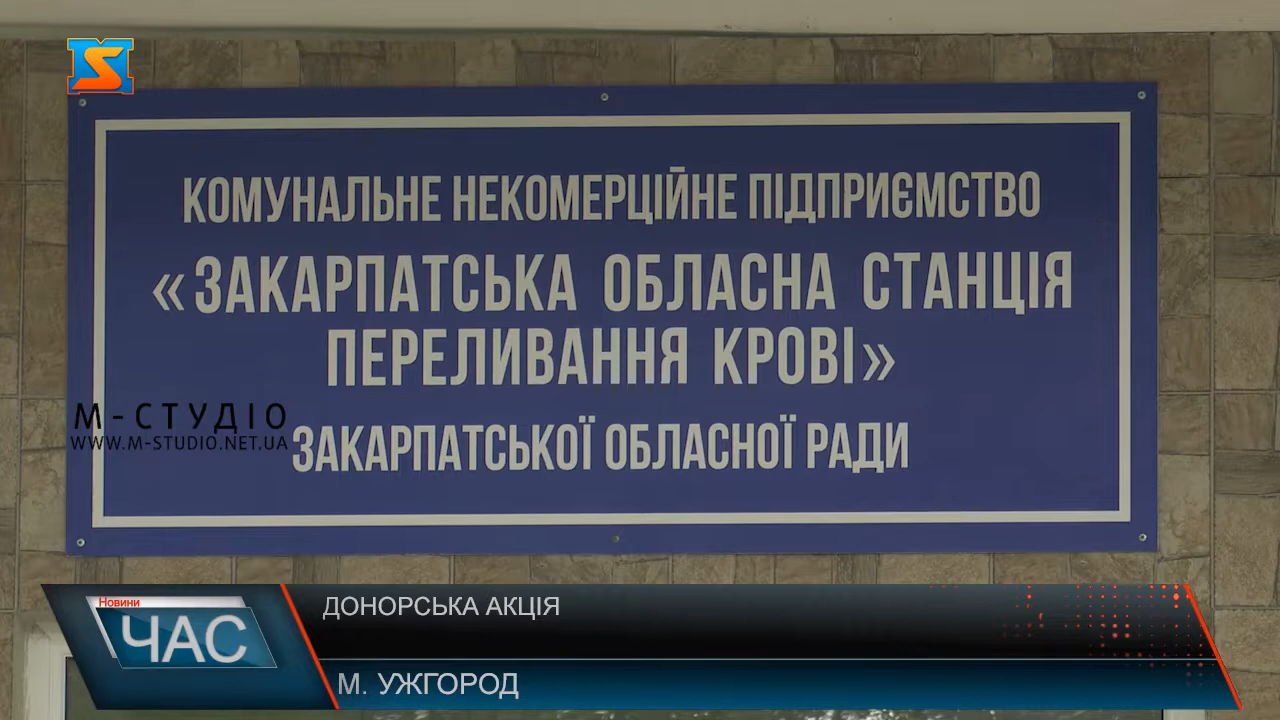 КОМУНАЛЬНЕ НЕКОМЕРЦІЙНЕ ПІДПРИЄМСТВО
«ЗАКАРПАТСЬКА ОБЛАСНА СТАНЦІЯ
ПЕРЕЛИВАННЯ КРОВІ»
ЗАКАРПАТСЬКОЇ ОБЛАСНОЇ РАДИ
М-СТУДІО
WWW.M-STUDIO.NET.UA
Новини
ЧАС
ДОНОРСЬКА АКЦІЯ
М. УЖГОРОД